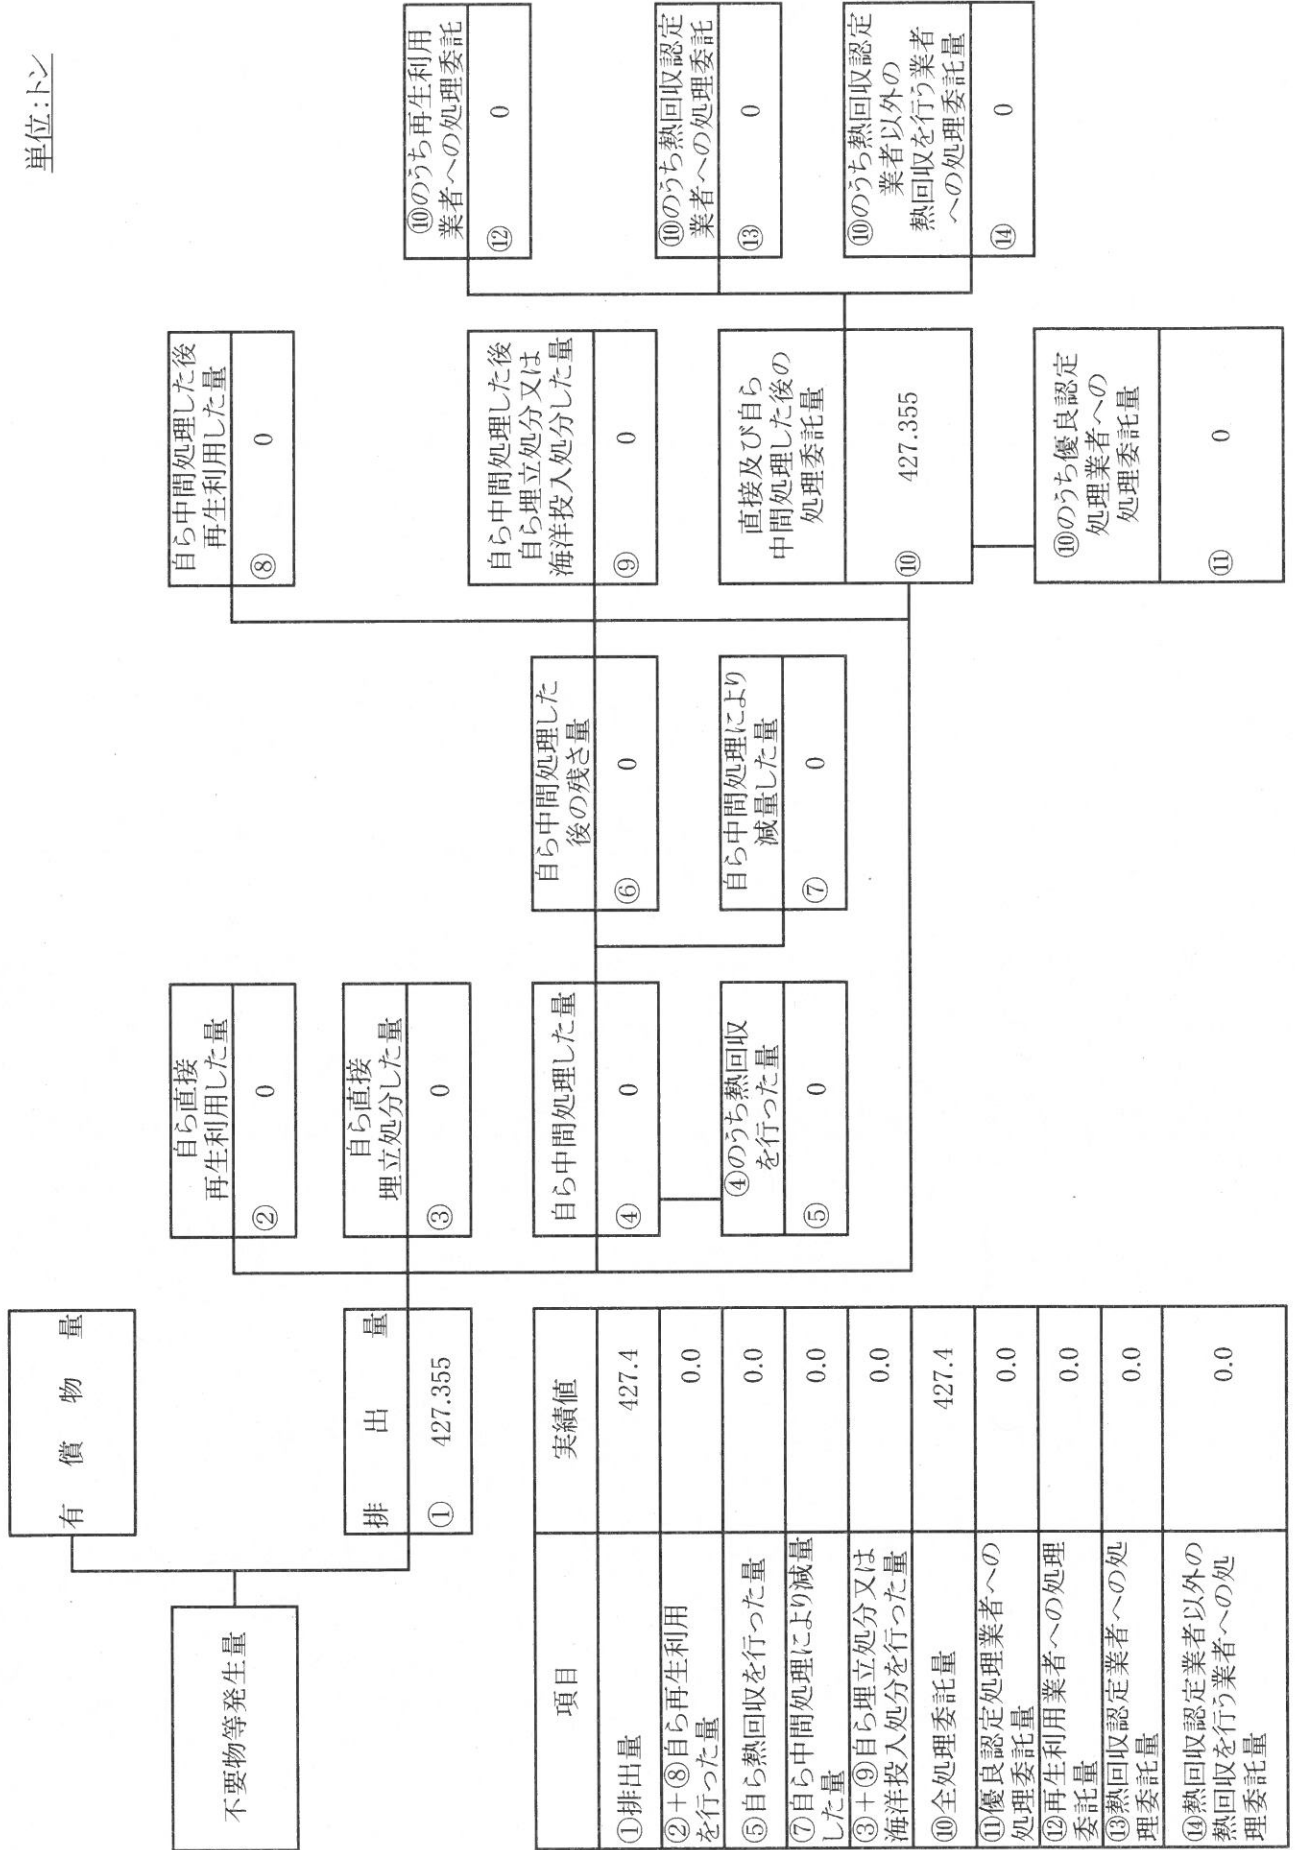 単位:トン
不要物等発生量
有償物量
排出量
① 427.355
自ら直接
再生利用した量
② 0
自ら直接
埋立処分した量
③ 0
自ら中間処理した量
④ 0
④のうち熱回収
を行った量
⑤ 0
自ら中間処理した
後の残さ量
⑥ 0
自ら中間処理により
減量した量
⑦ 0
自ら中間処理した後
再生利用した量
⑧ 0
自ら中間処理した後
自ら埋立処分又は
海洋投入処分した量
⑨ 0
直接及び自ら
中間処理した後の
処理委託量
⑩ 427.355
⑩のうち優良認定
処理業者への
処理委託量
⑪ 0
⑩のうち再生利用
業者への処理委託
⑫ 0
⑩のうち熱回収認定
業者への処理委託
⑬ 0
⑩のうち熱回収認定
業者以外の
熱回収を行う業者
への処理委託量
⑭ 0
項目 実績値
①排出量 427.4
②+⑧自ら再生利用
を行った量 0.0
⑤自ら熱回収を行った量 0.0
⑦自ら中間処理により減量
した量 0.0
③+⑨自ら埋立処分又は
海洋投入処分を行った量 0.0
⑩全処理委託量 427.4
⑪優良認定処理業者への
処理委託量 0.0
⑫再生利用業者への処理
委託量 0.0
⑬熱回収認定業者への処
理委託量 0.0
⑭熱回収認定業者以外の
熱回収を行う業者への処
理委託量 0.0